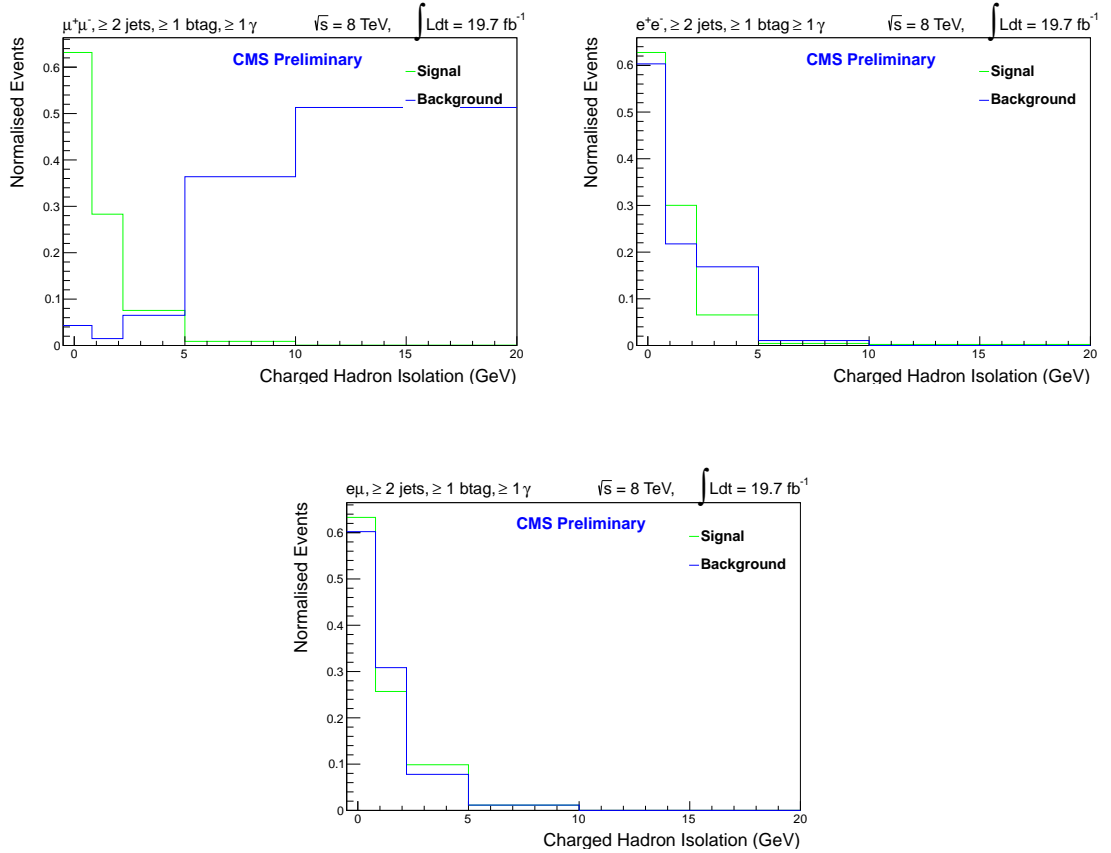 μ⁺μ⁻, ≥ 2 jets, ≥ 1 btag, ≥ 1 γ √s = 8 TeV, ∫ Ldt = 19.7 fb⁻¹
CMS Preliminary
Signal
Background
Normalised Events
0.6
0.5
0.4
0.3
0.2
0.1
0
0 5 10 15 20
Charged Hadron Isolation (GeV)
e⁺e⁻, ≥ 2 jets, ≥ 1 btag ≥ 1 γ √s = 8 TeV, ∫ Ldt = 19.7 fb⁻¹
CMS Preliminary
Signal
Background
Normalised Events
0.6
0.5
0.4
0.3
0.2
0.1
0
0 5 10 15 20
Charged Hadron Isolation (GeV)
eμ, ≥ 2 jets, ≥ 1 btag, ≥ 1 γ √s = 8 TeV, ∫ Ldt = 19.7 fb⁻¹
CMS Preliminary
Signal
Background
Normalised Events
0.6
0.5
0.4
0.3
0.2
0.1
0
0 5 10 15 20
Charged Hadron Isolation (GeV)